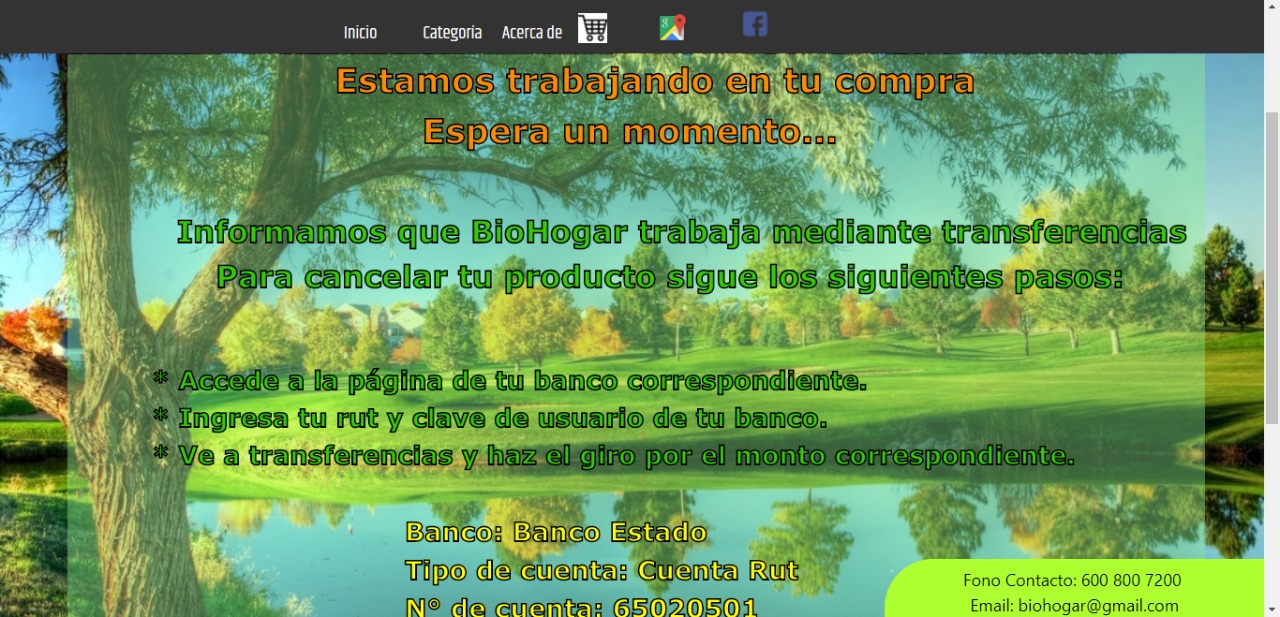 Inicio Categoría Acerca de
Estamos trabajando en tu compra
Espera un momento...
Informamos que BioHogar trabaja mediante transferencias
Para cancelar tu producto sigue los siguientes pasos:
* Accede a la página de tu banco correspondiente.
* Ingresa tu rut y clave de usuario de tu banco.
* Ve a transferencias y haz el giro por el monto correspondiente.
Banco: Banco Estado
Tipo de cuenta: Cuenta Rut
N° de cuenta: 65020501
Fono Contacto: 600 800 7200
Email: biohogar@gmail.com